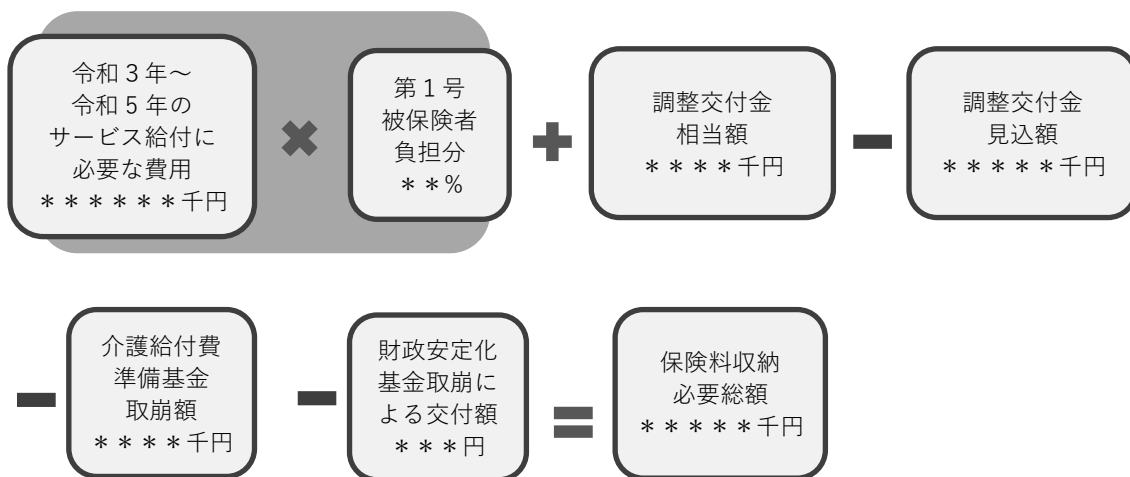 令和３年～
令和５年の
サービス給付に
必要な費用
＊＊＊＊＊＊千円
×
第１号
被保険者
負担分
＊＊%
＋
調整交付金
相当額
＊＊＊＊千円
－
調整交付金
見込額
＊＊＊＊＊千円
－
介護給付費
準備基金
取崩額
＊＊＊＊千円
－
財政安定化
基金取崩に
よる交付額
＊＊＊円
＝
保険料収納
必要総額
＊＊＊＊＊千円